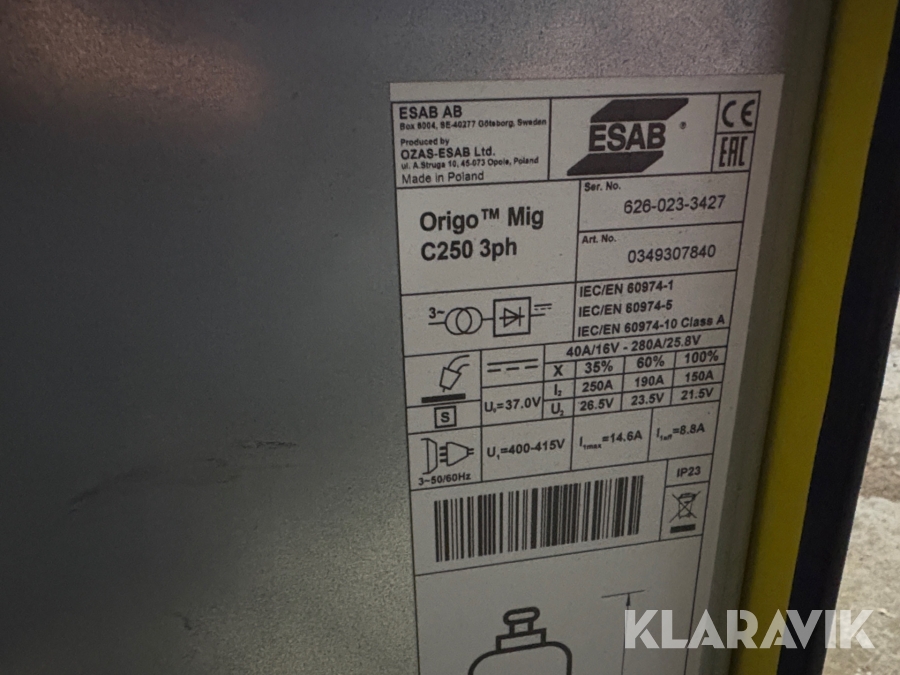 ESAB AB
Box 8004, SE-40277 Göteborg, Sweden
Produced by
OZAS-ESAB Ltd.
ul. A.Struga 10, 45-073 Opole, Poland
Made in Poland
ESAB ®
CE
EAC
Origo™ Mig
C250 3ph
Ser. No.
626-023-3427
Art. No.
0349307840
3~
IEC/EN 60974-1
IEC/EN 60974-5
IEC/EN 60974-10 Class A
40A/16V - 280A/25.8V
X 35% 60% 100%
I₂ 250A 190A 150A
U₂ 26.5V 23.5V 21.5V
S
U₀=37.0V
3~50/60Hz
U₁=400-415V
I₁max=14.6A
I₁eff=8.8A
IP23
KLARAVIK